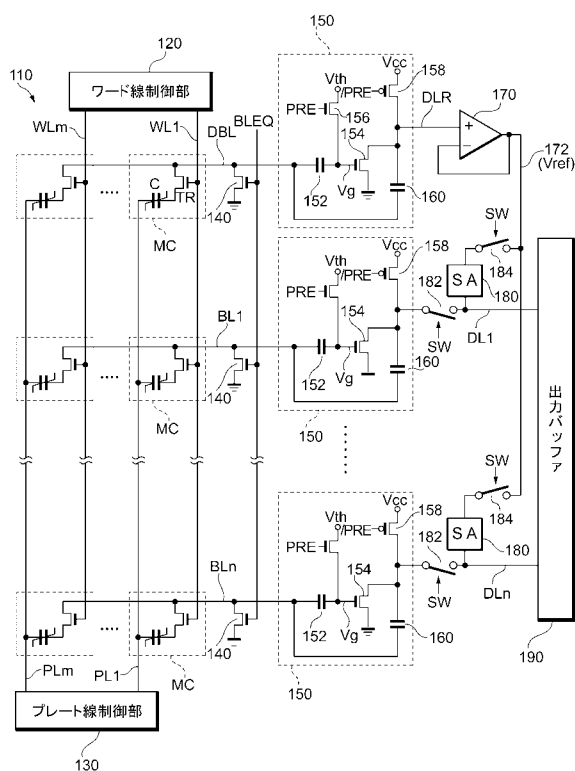 150
120
110
ワード線制御部
Vcc
Vth
/PRE
158
DLR
170
WLm
WL1
DBL
BLEQ
PRE
156
154
+
−
172
(Vref)
C
TR
140
152
Vg
160
SW
MC
184
Vcc
Vth
/PRE
158
182
SA
180
PRE
154
BL1
SW
DL1
140
152
Vg
160
MC
150
出力バッファ
SW
Vcc
184
Vth
/PRE
158
182
SA
180
PRE
154
BLn
SW
DLn
140
152
Vg
160
PLm
PL1
MC
190
150
プレート線制御部
130